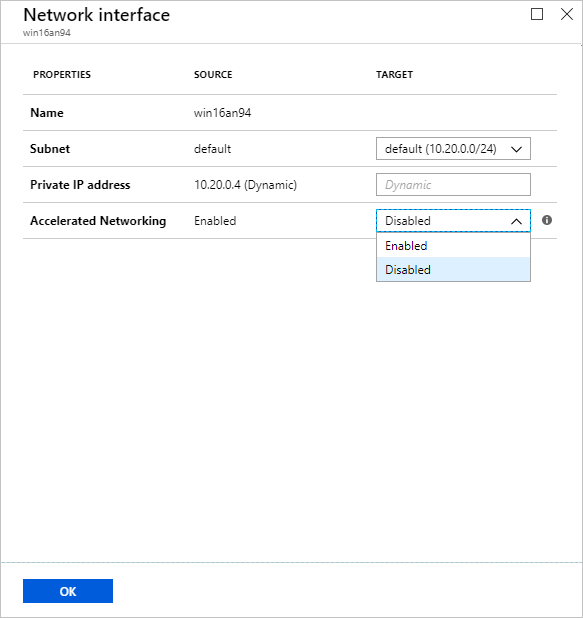 Network interface
win16an94
PROPERTIES SOURCE TARGET
Name win16an94
Subnet default default (10.20.0.0/24)
Private IP address 10.20.0.4 (Dynamic) Dynamic
Accelerated Networking Enabled Disabled
Enabled
Disabled
OK